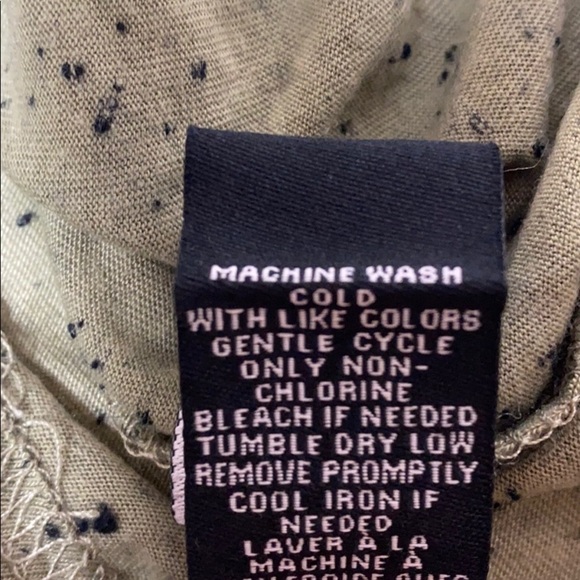 MACHINE WASH
COLD
WITH LIKE COLORS
GENTLE CYCLE
ONLY NON-
CHLORINE
BLEACH IF NEEDED
TUMBLE DRY LOW
REMOVE PROMPTLY
COOL IRON IF
NEEDED
LAVER À LA
MACHINE À